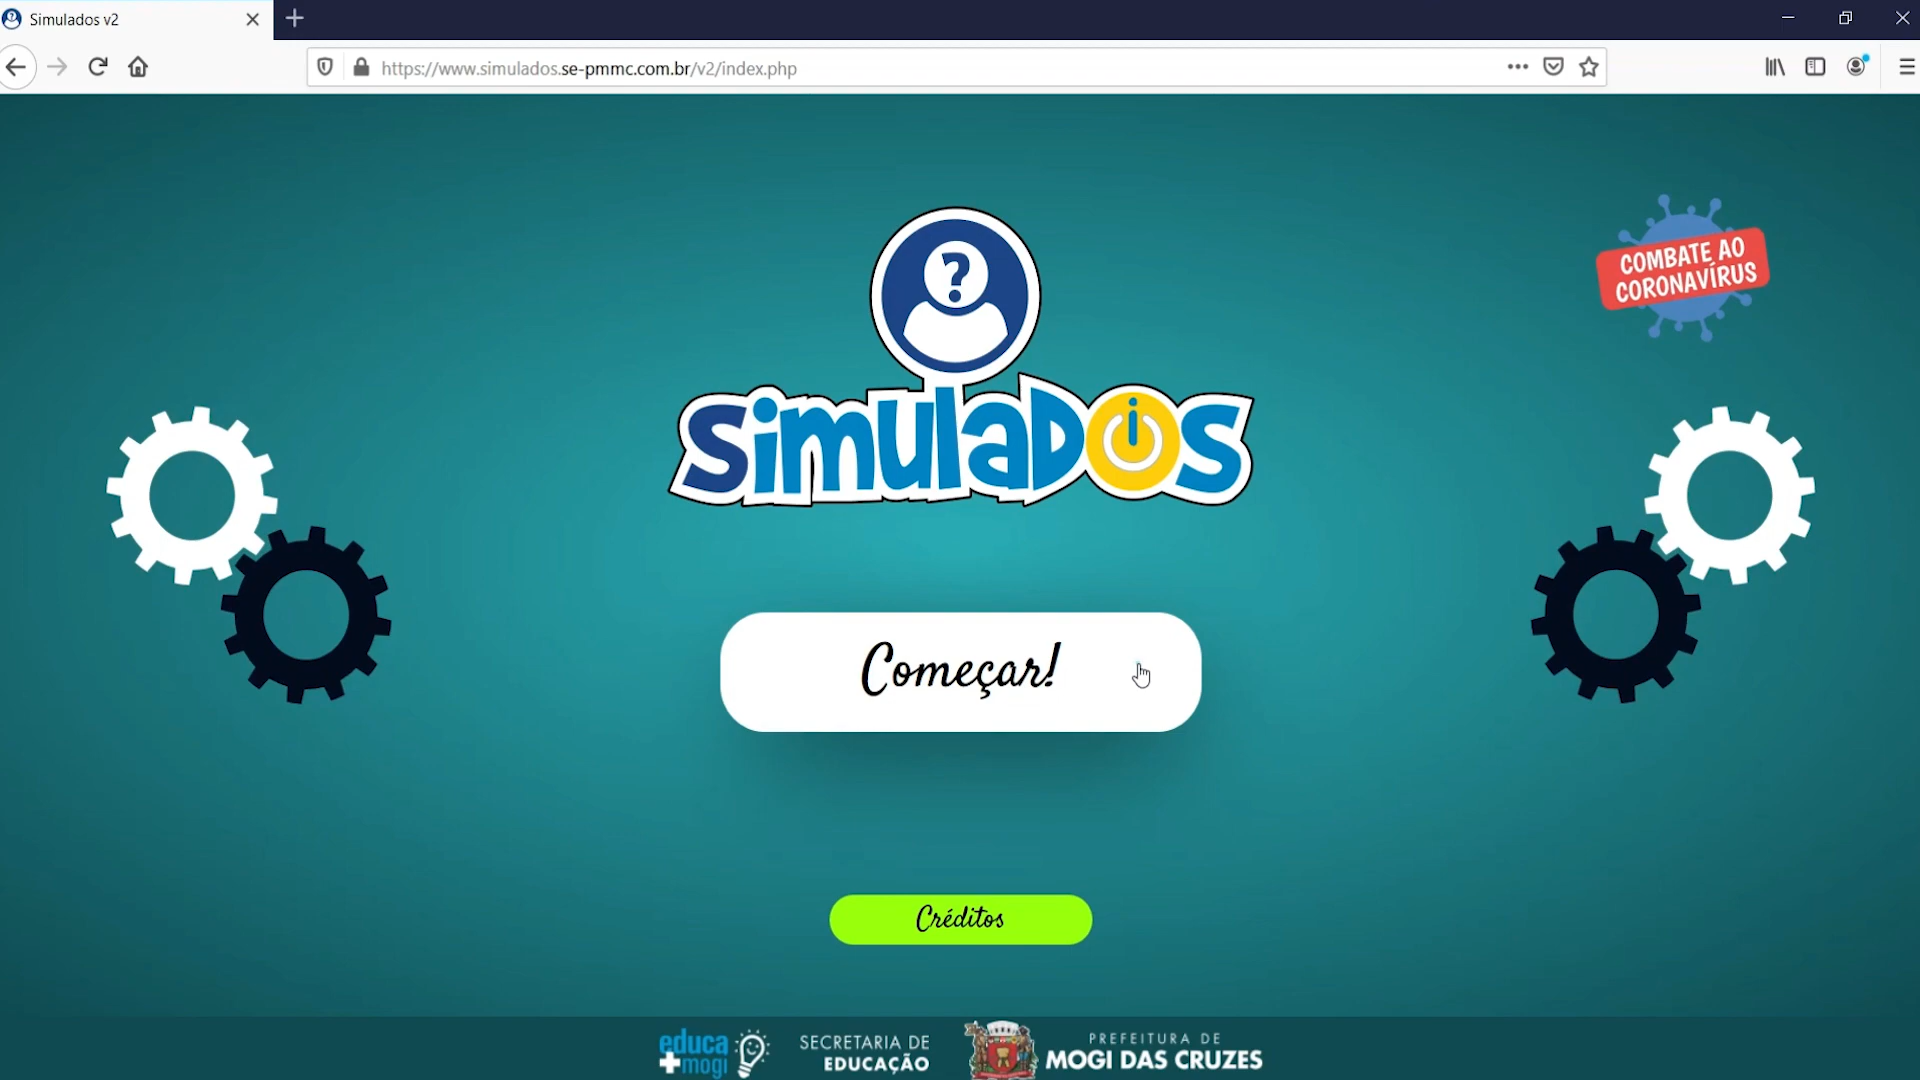 Simulados v2
https://www.simulados.se-pmmc.com.br/v2/index.php
?
COMBATE AO
CORONAVÍRUS
simulaDos
Começar!
Créditos
educa
+mogi
SECRETARIA DE
EDUCAÇÃO
PREFEITURA DE
MOGI DAS CRUZES